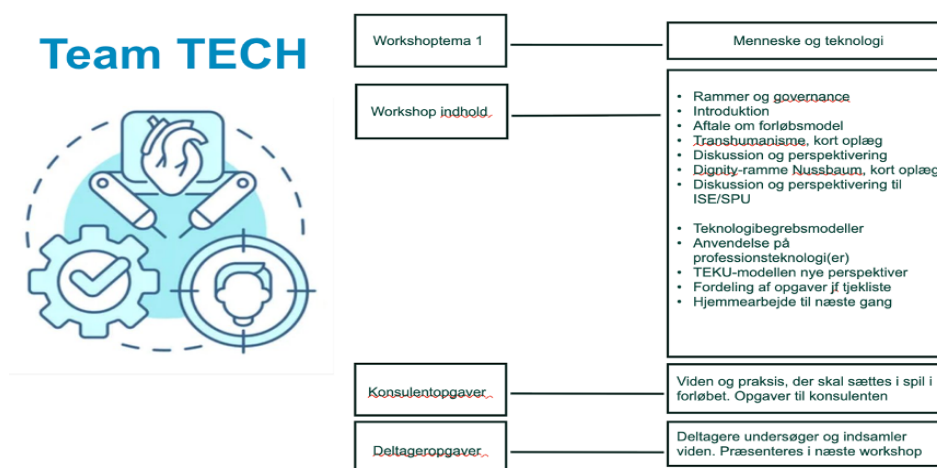 Team TECH
Workshoptema 1
Menneske og teknologi
Workshop indhold
• Rammer og governance
• Introduktion
• Aftale om forløbsmodel
• Transhumanisme, kort oplæg
• Diskussion og perspektivering
• Dignity-ramme Nussbaum, kort oplæg
• Diskussion og perspektivering til
ISE/SPU
• Teknologibegrebsmodeller
• Anvendelse på
professionsteknologi(er)
• TEKU-modellen nye perspektiver
• Fordeling af opgaver jf tjekliste
• Hjemmearbejde til næste gang
Konsulentopgaver
Viden og praksis, der skal sættes i spil i
forløbet. Opgaver til konsulenten
Deltageropgaver
Deltagere undersøger og indsamler
viden. Præsenteres i næste workshop